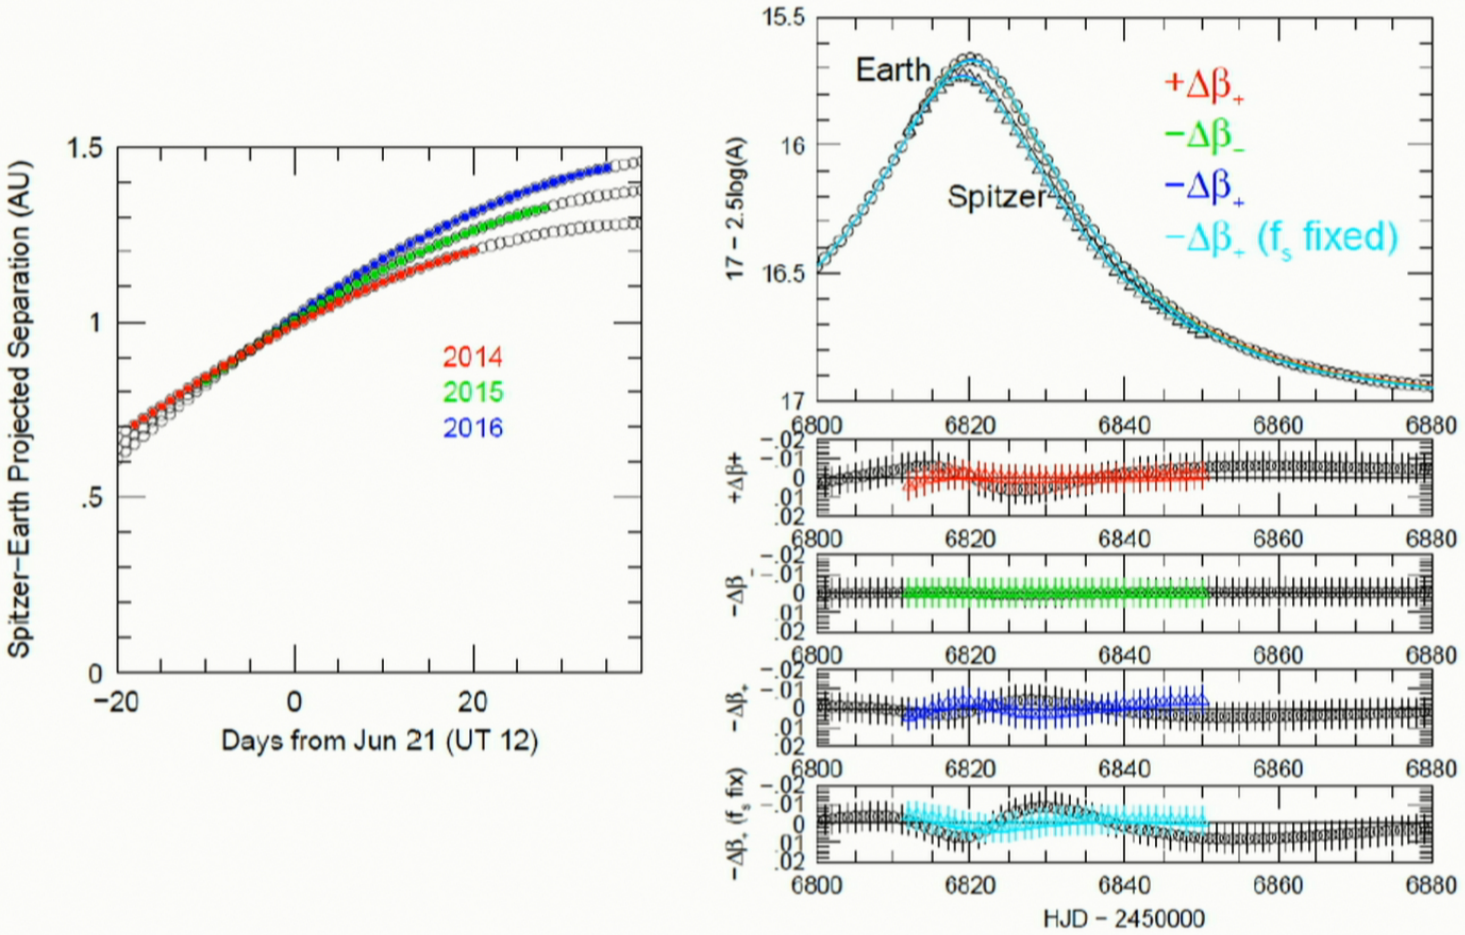 Spitzer−Earth Projected Separation (AU)
1.5
1
.5
0
−20
0
20
2014
2015
2016
Days from Jun 21 (UT 12)
17 − 2.5log(A)
15.5
16
16.5
17
Earth
Spitzer
+Δβ₊
−Δβ₋
−Δβ₊
−Δβ₊ (fₛ fixed)
6800 6820 6840 6860 6880
+Δβ+
−.02
−.01
0
.01
.02
6800 6820 6840 6860 6880
−Δβ₋
−.02
−.01
0
.01
.02
6800 6820 6840 6860 6880
−Δβ₊
−.02
−.01
0
.01
.02
6800 6820 6840 6860 6880
−Δβ₊ (fₛ fix)
−.02
−.01
0
.01
.02
6800 6820 6840 6860 6880
HJD − 2450000